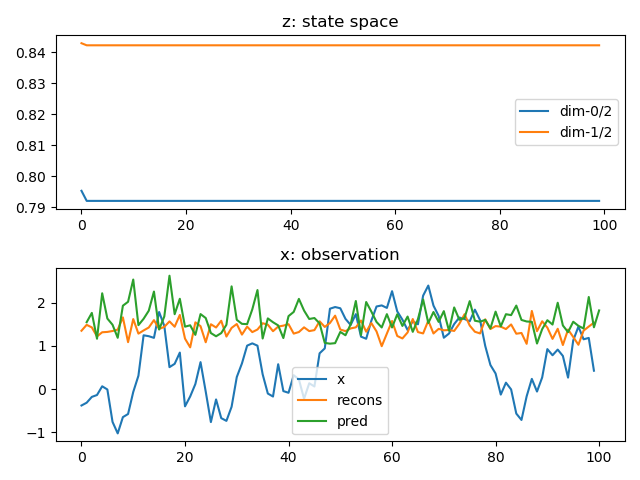 z: state space
0.84
0.83
0.82
0.81
0.80
0.79
dim-0/2
dim-1/2
0 20 40 60 80 100
x: observation
2
1
0
−1
x
recons
pred
0 20 40 60 80 100